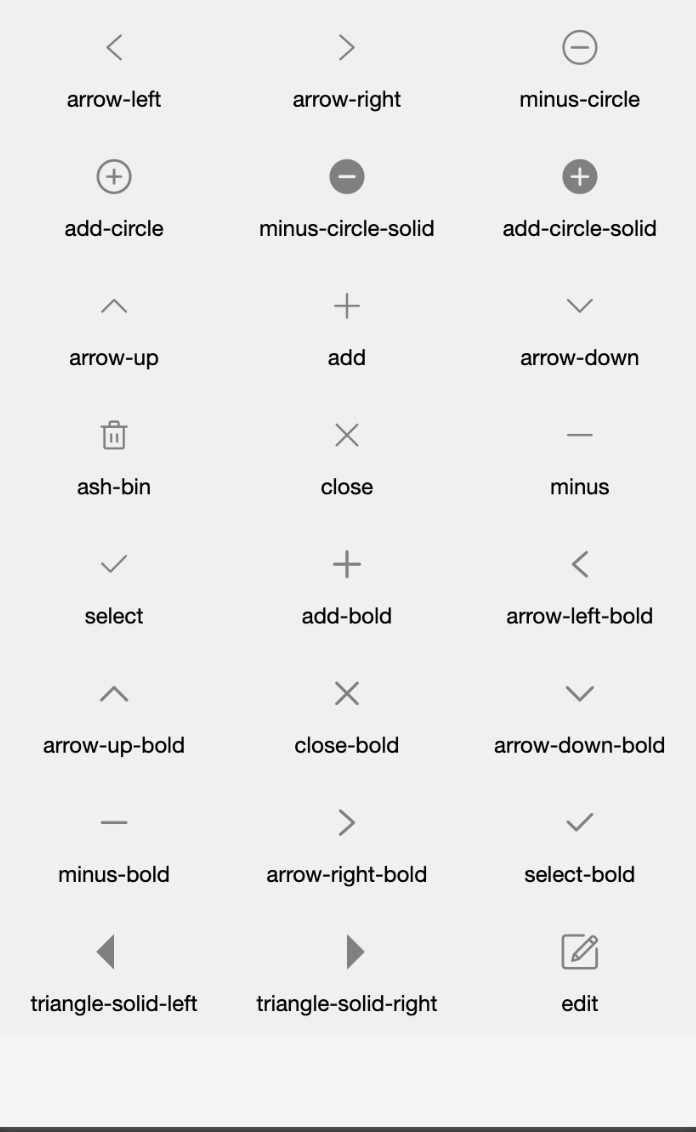 arrow-left
arrow-right
minus-circle
add-circle
minus-circle-solid
add-circle-solid
arrow-up
add
arrow-down
ash-bin
close
minus
select
add-bold
arrow-left-bold
arrow-up-bold
close-bold
arrow-down-bold
minus-bold
arrow-right-bold
select-bold
triangle-solid-left
triangle-solid-right
edit